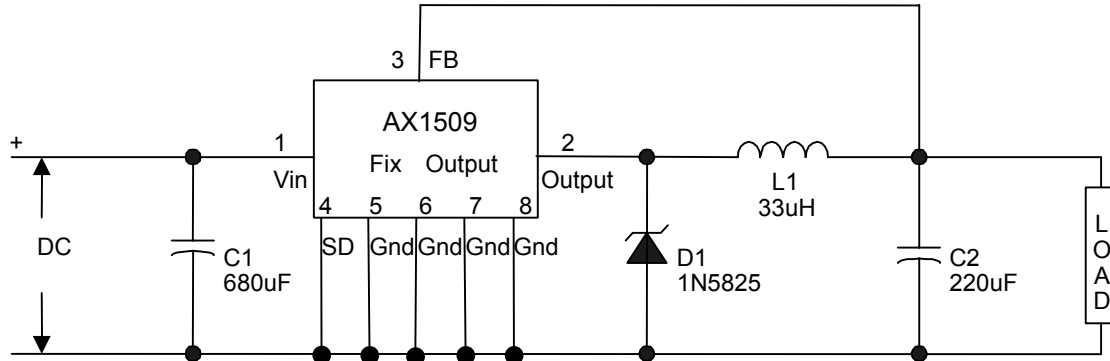 3 FB
AX1509
+
1
2
Fix Output
Vin
Output
4 5 6 7 8
SD Gnd Gnd Gnd Gnd
DC
C1
680uF
L1
33uH
D1
1N5825
C2
220uF
LOAD